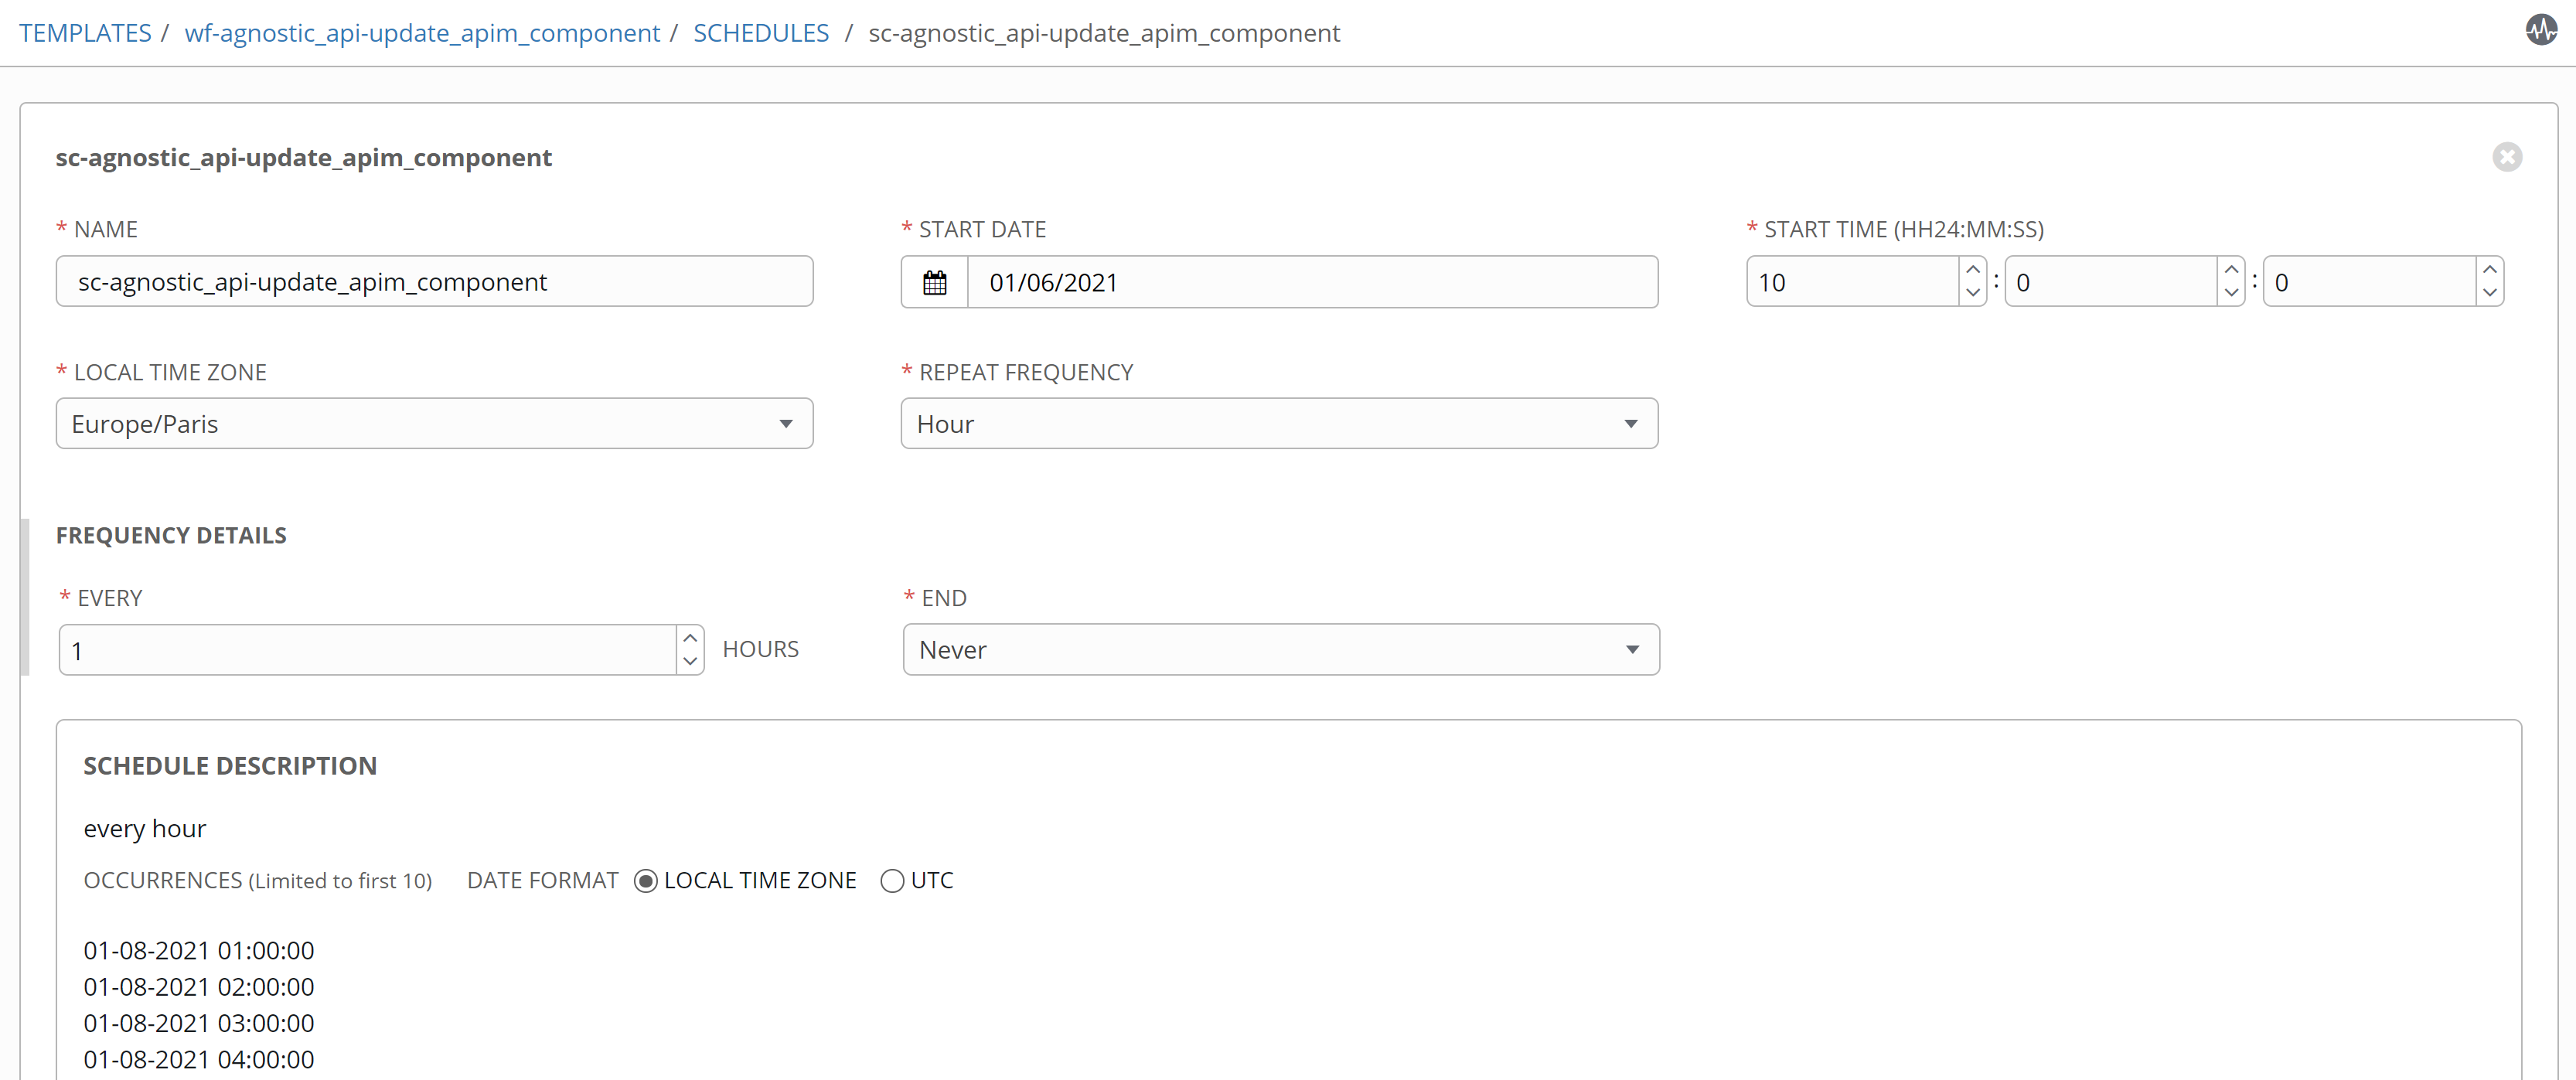 TEMPLATES / wf-agnostic_api-update_apim_component / SCHEDULES / sc-agnostic_api-update_apim_component
sc-agnostic_api-update_apim_component
* NAME
* START DATE
* START TIME (HH24:MM:SS)
sc-agnostic_api-update_apim_component
01/06/2021
10 : 0 : 0
* LOCAL TIME ZONE
* REPEAT FREQUENCY
Europe/Paris
Hour
FREQUENCY DETAILS
* EVERY
* END
1 HOURS
Never
SCHEDULE DESCRIPTION
every hour
OCCURRENCES (Limited to first 10) DATE FORMAT LOCAL TIME ZONE UTC
01-08-2021 01:00:00
01-08-2021 02:00:00
01-08-2021 03:00:00
01-08-2021 04:00:00